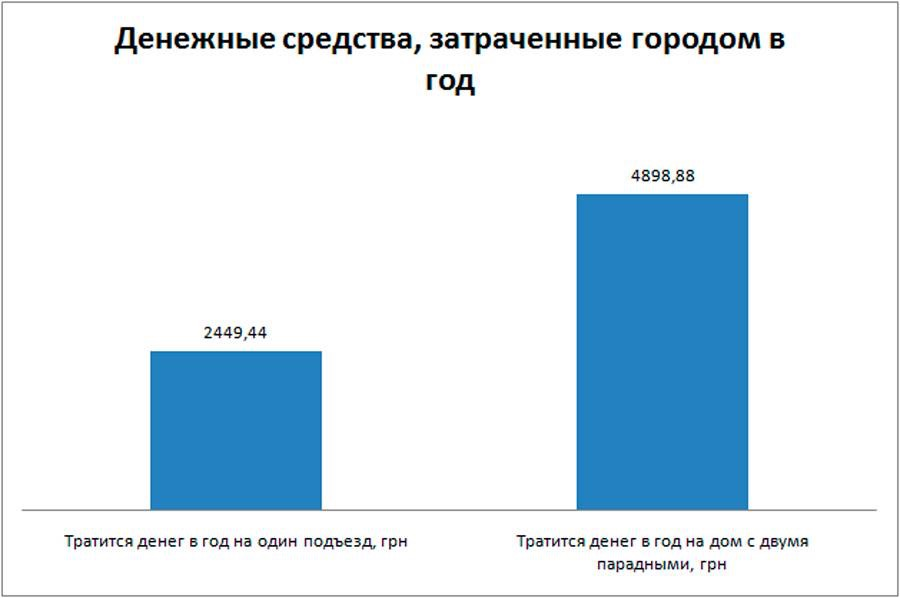 Денежные средства, затраченные городом в
год
4898,88
2449,44
Тратится денег в год на один подъезд, грн
Тратится денег в год на дом с двумя
парадными, грн